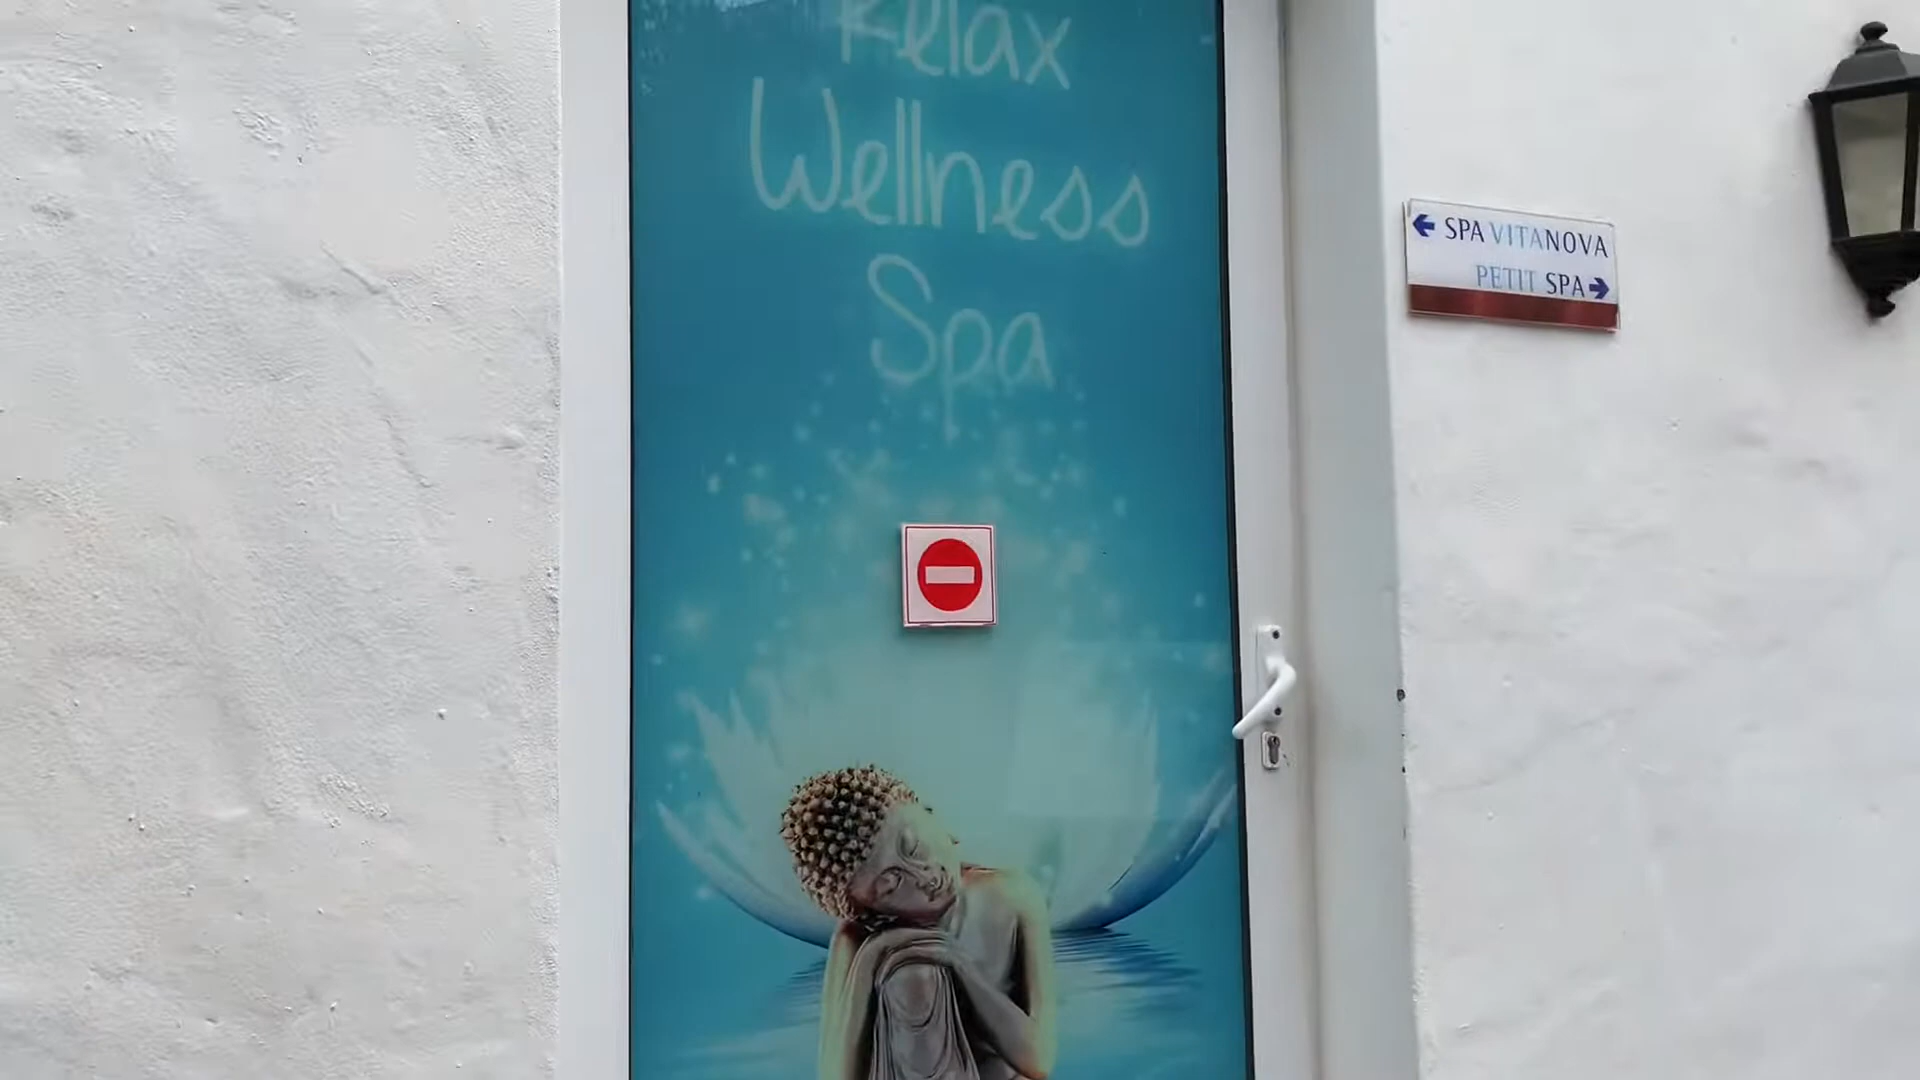 Relax
Wellness
Spa
SPA VITANOVA
PETIT SPA